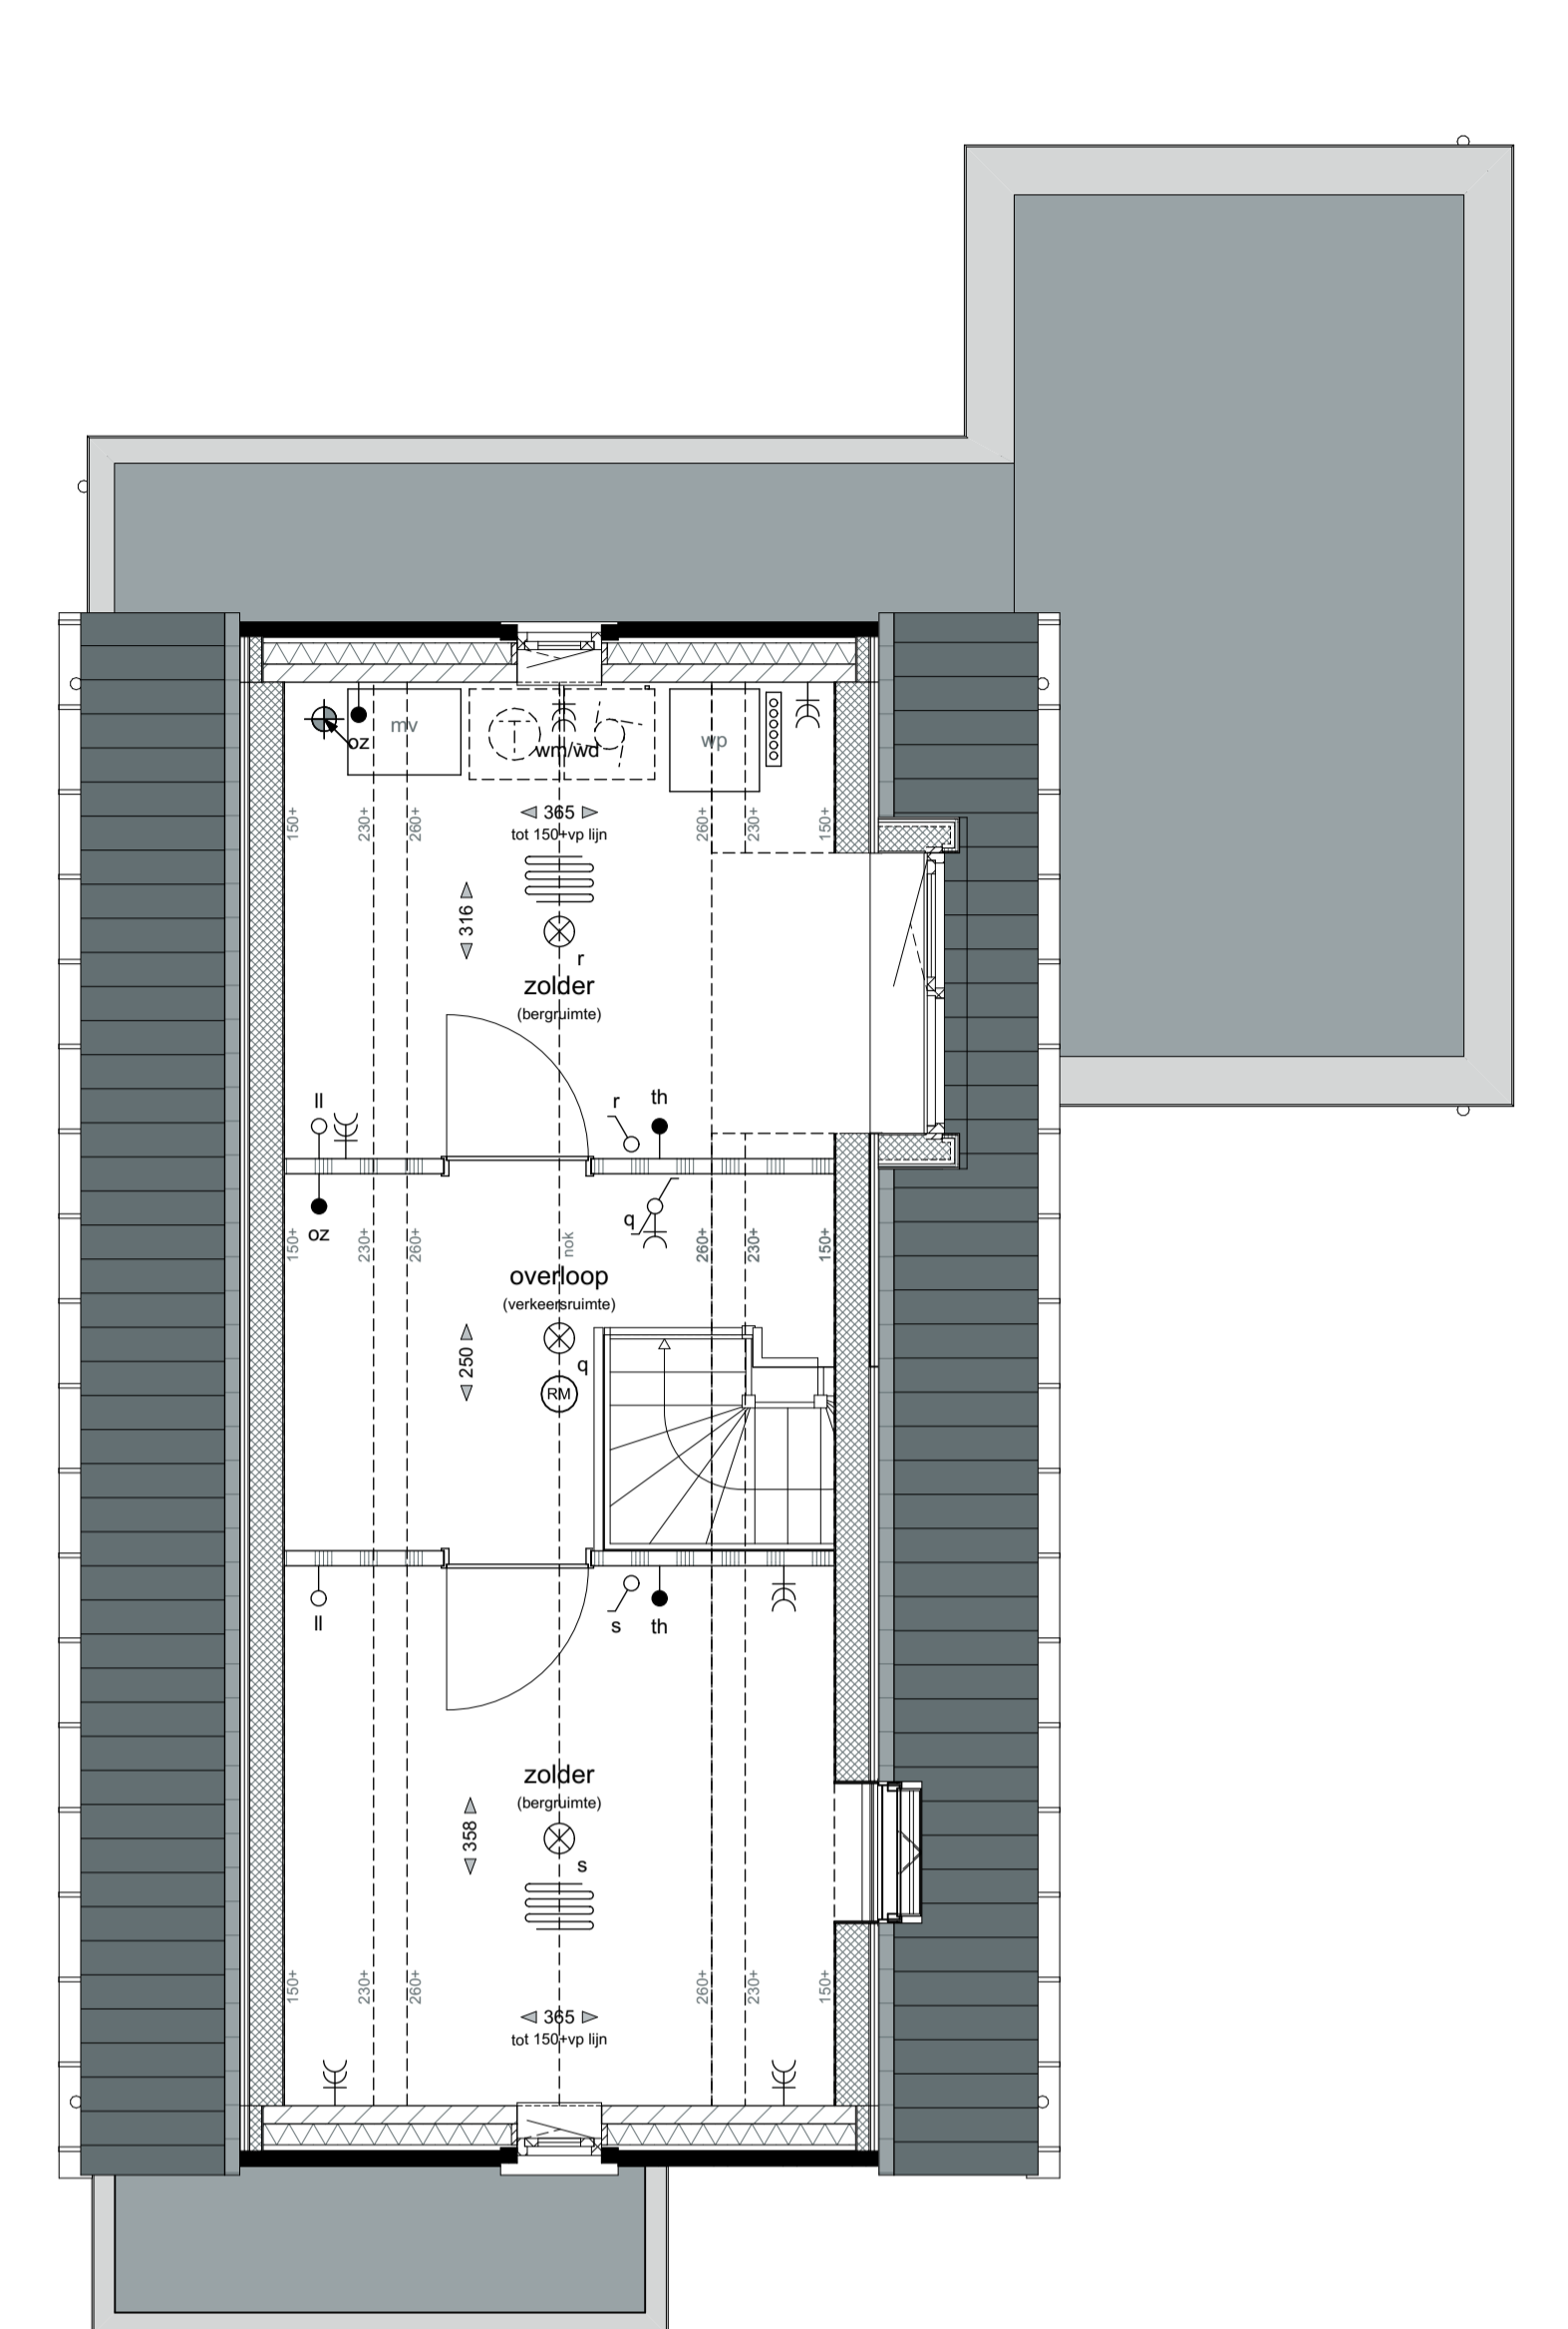 mv
oz
wm/wd
wp
150+
230+
260+
365
260+
230+
150+
tot 150+vp lijn
316
r
zolder
(bergruimte)
ll
r
th
q
oz
150+
230+
260+
nok
260+
230+
150+
overloop
(verkeersruimte)
250
q
RM
ll
s
th
zolder
(bergruimte)
358
s
150+
230+
260+
260+
230+
150+
365
tot 150+vp lijn